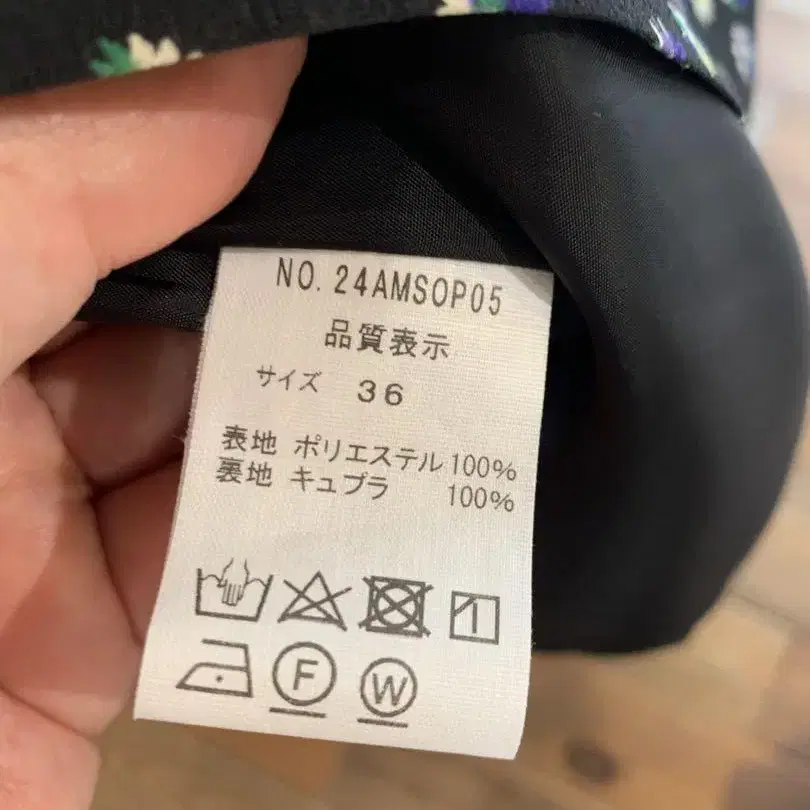 NO. 24AMSOP05
品質表示
サイズ 36
表地 ポリエステル 100%
裏地 キュプラ 100%
F W